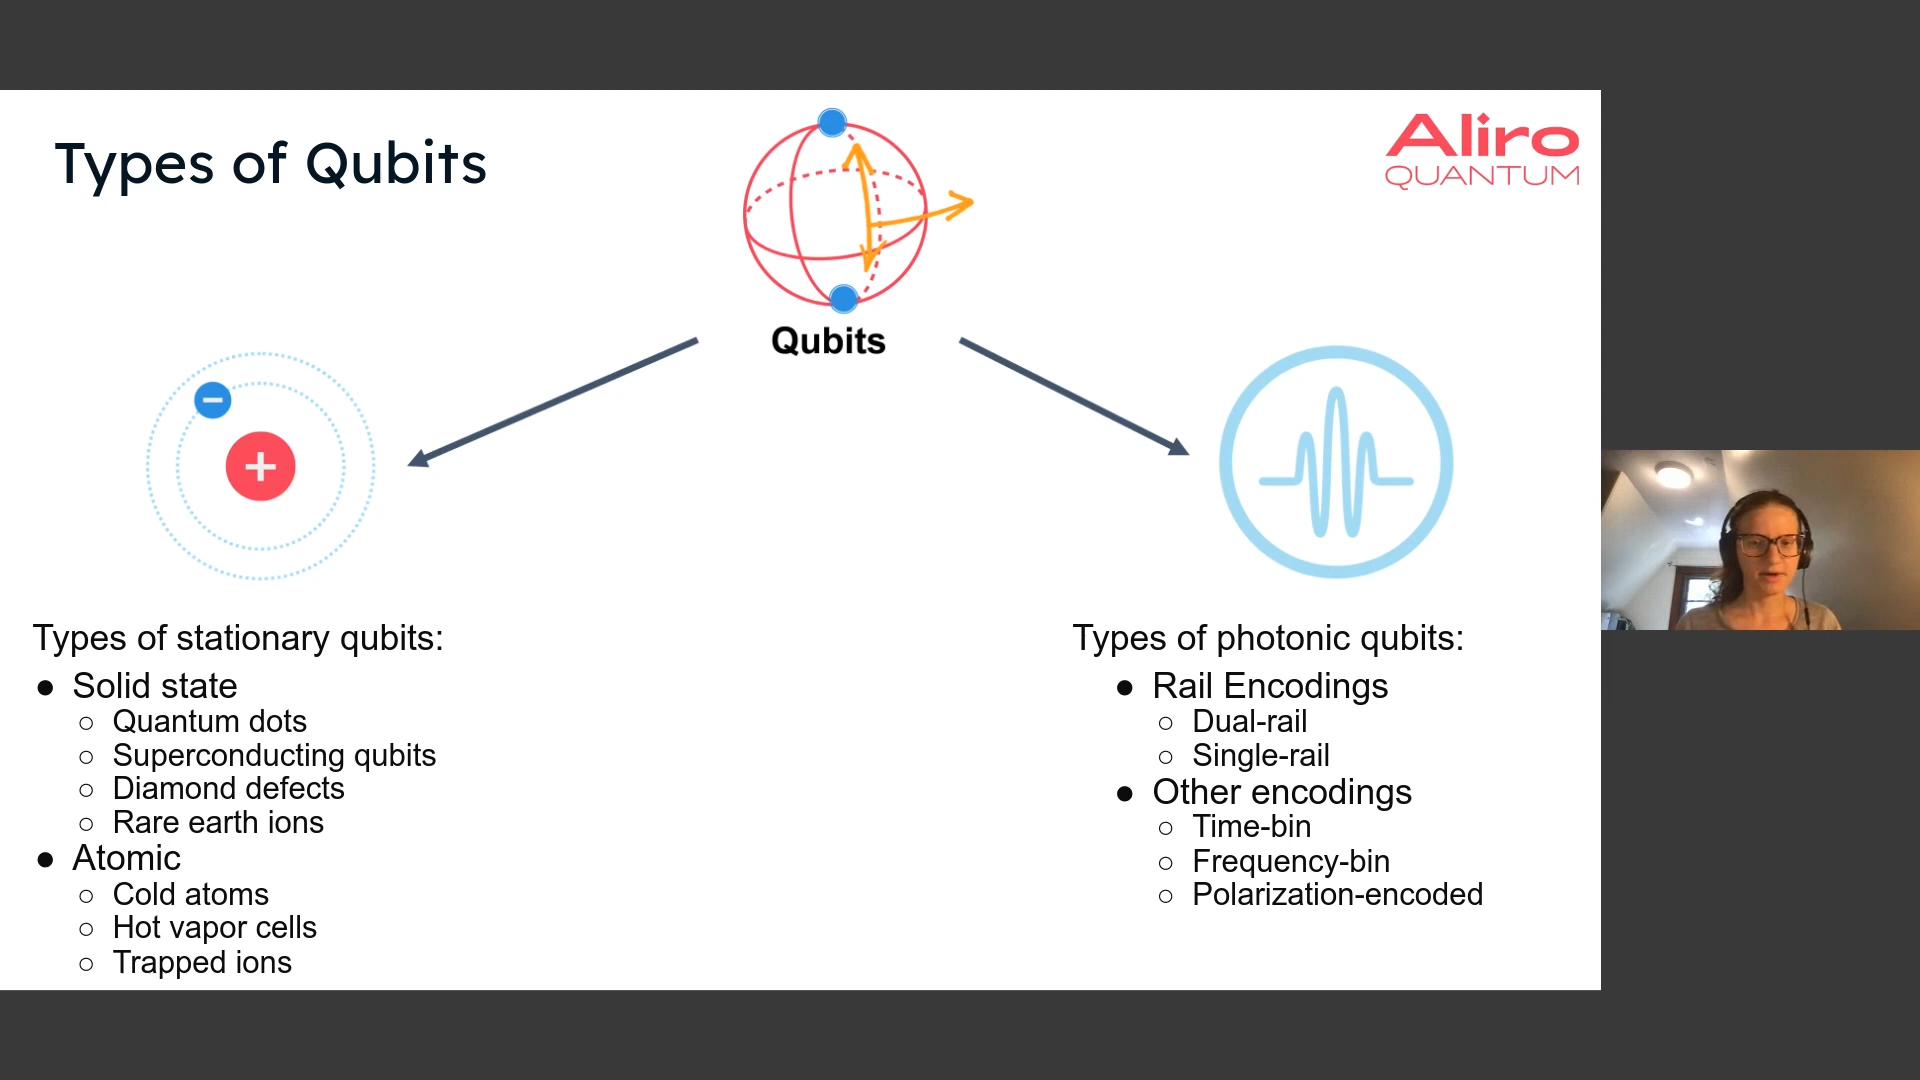 Types of Qubits
Aliro
QUANTUM
Qubits
Types of stationary qubits:
● Solid state
○ Quantum dots
○ Superconducting qubits
○ Diamond defects
○ Rare earth ions
● Atomic
○ Cold atoms
○ Hot vapor cells
○ Trapped ions
Types of photonic qubits:
● Rail Encodings
○ Dual-rail
○ Single-rail
● Other encodings
○ Time-bin
○ Frequency-bin
○ Polarization-encoded